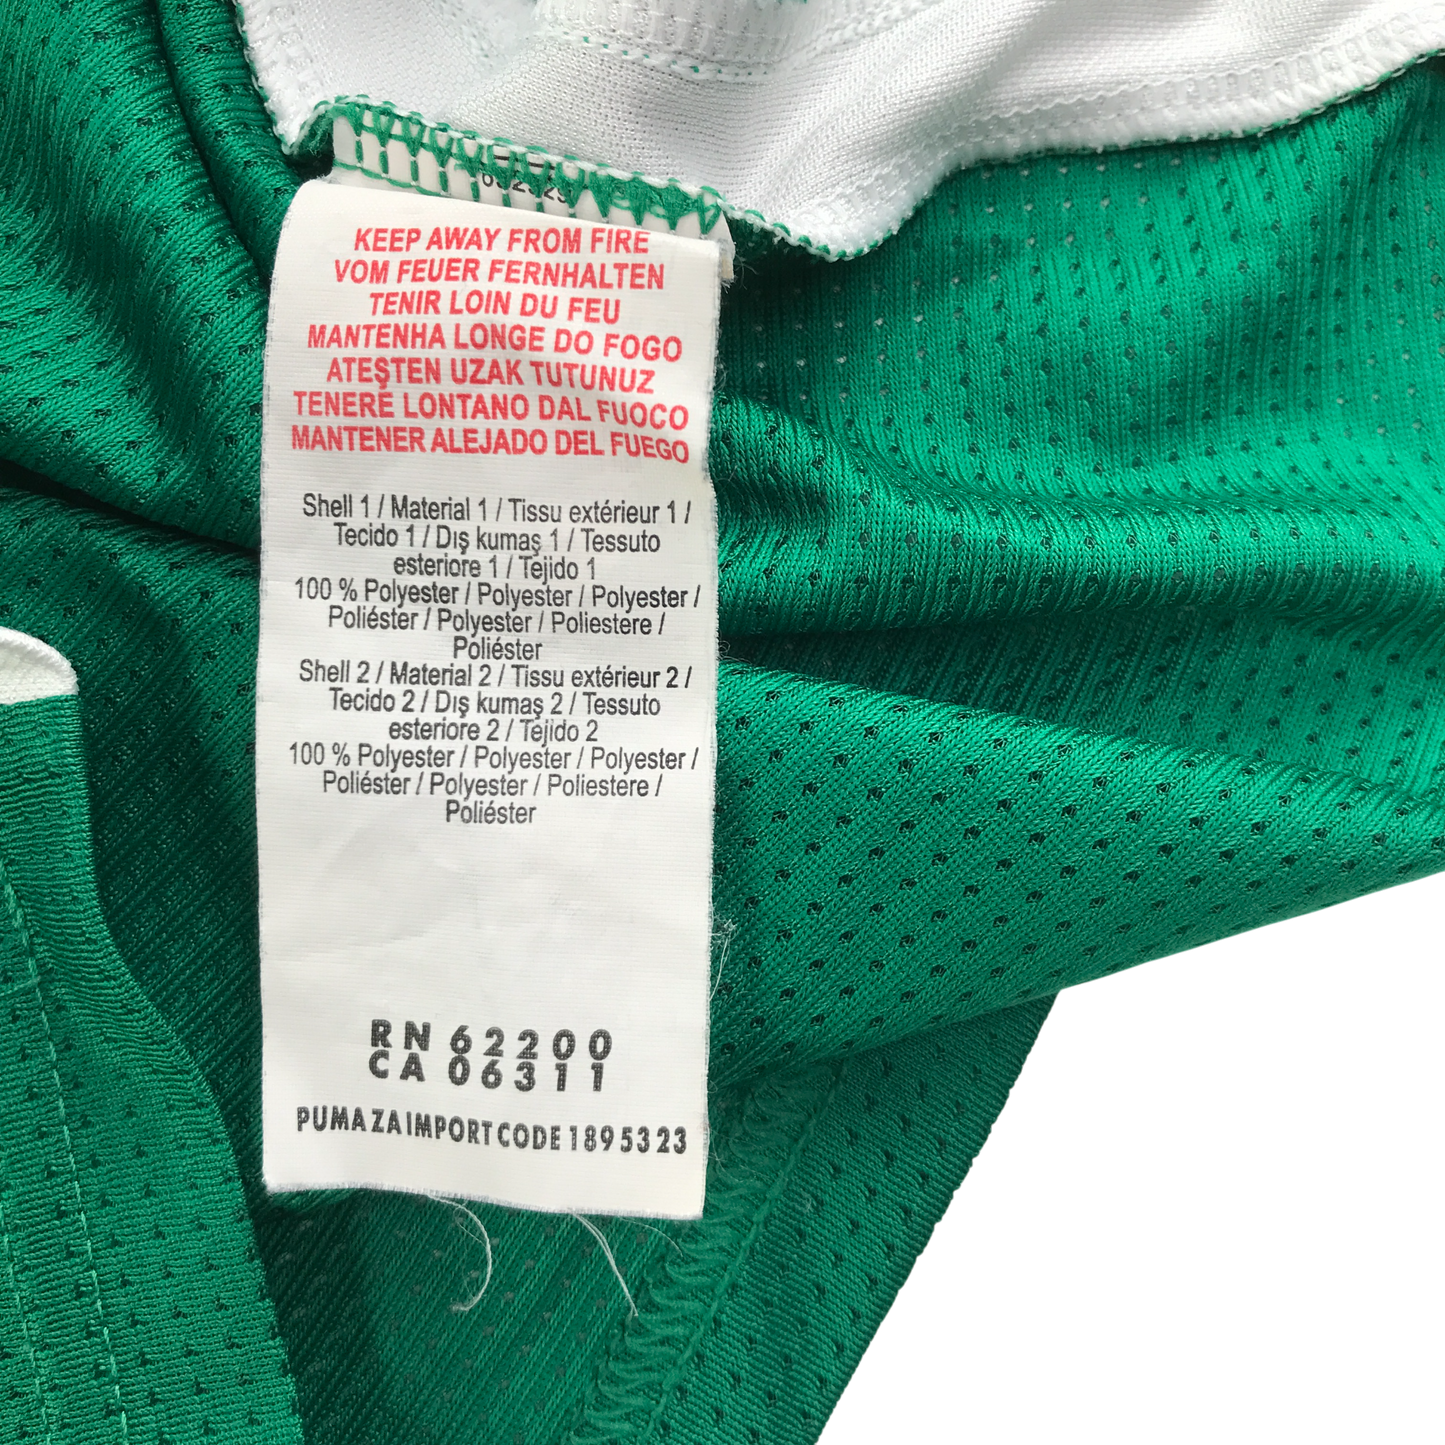 KEEP AWAY FROM FIRE
VOM FEUER FERNHALTEN
TENIR LOIN DU FEU
MANTENHA LONGE DO FOGO
ATEŞTEN UZAK TUTUNUZ
TENERE LONTANO DAL FUOCO
MANTENER ALEJADO DEL FUEGO
Shell 1 / Material 1 / Tissu extérieur 1 /
Tecido 1 / Dış kumaş 1 / Tessuto
esteriore 1 / Tejido 1
100 % Polyester / Polyester / Polyester /
Poliéster / Polyester / Poliestere /
Poliéster
Shell 2 / Material 2 / Tissu extérieur 2 /
Tecido 2 / Dış kumaş 2 / Tessuto
esteriore 2 / Tejido 2
100 % Polyester / Polyester / Polyester /
Poliéster / Polyester / Poliestere /
Poliéster
RN 62200
CA 06311
PUMA ZA IMPORT CODE 1895323